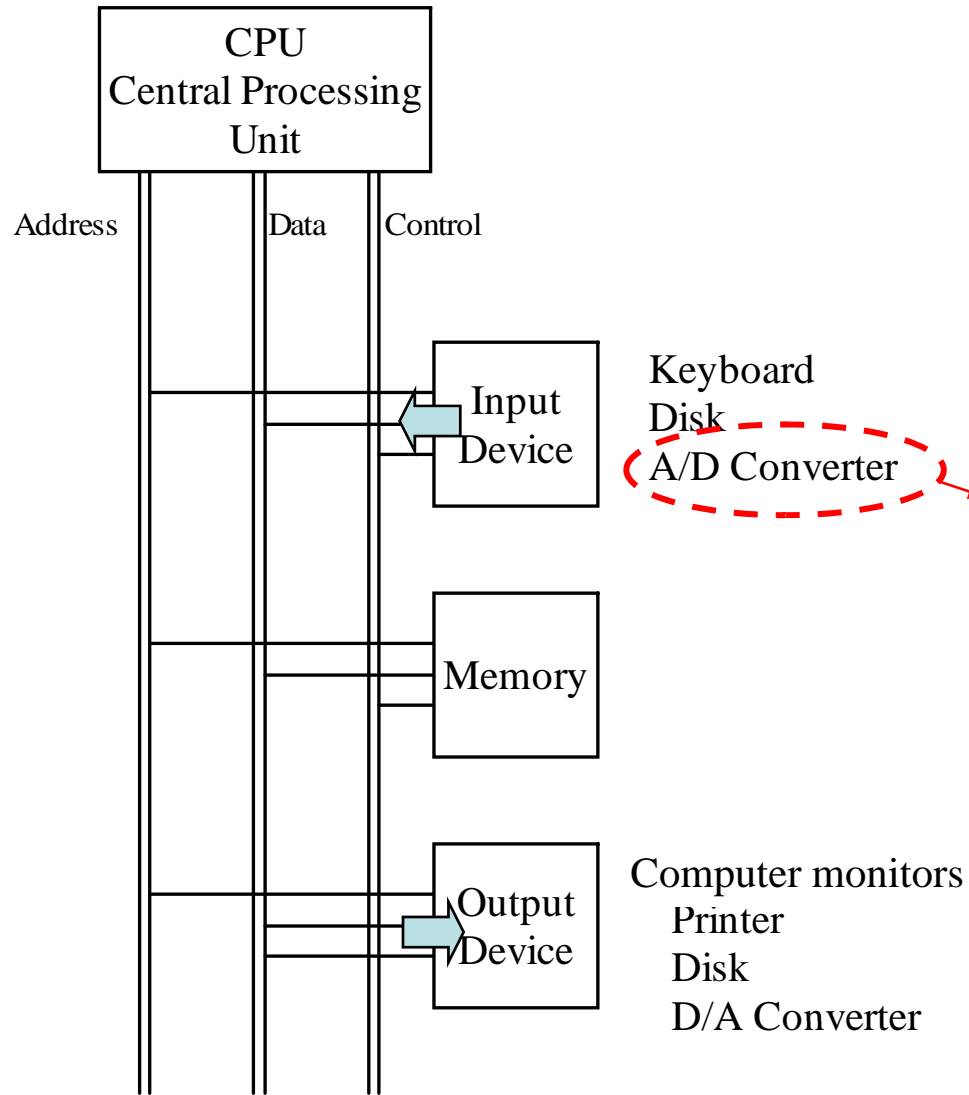 CPU
Central Processing
Unit
Address
Data
Control
Input
Device
Keyboard
Disk
A/D Converter
Memory
Output
Device
Computer monitors
Printer
Disk
D/A Converter